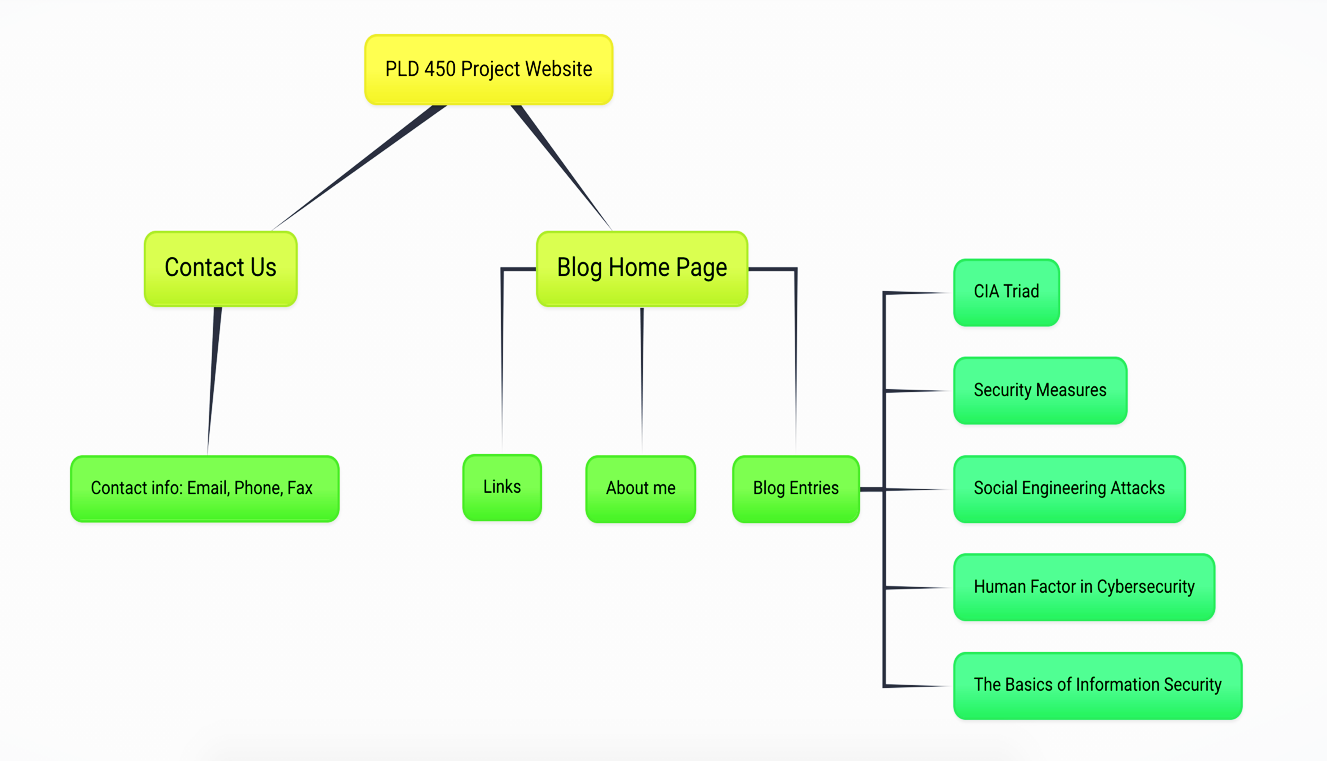 PLD 450 Project Website
Contact Us
Blog Home Page
Contact info: Email, Phone, Fax
Links
About me
Blog Entries
CIA Triad
Security Measures
Social Engineering Attacks
Human Factor in Cybersecurity
The Basics of Information Security